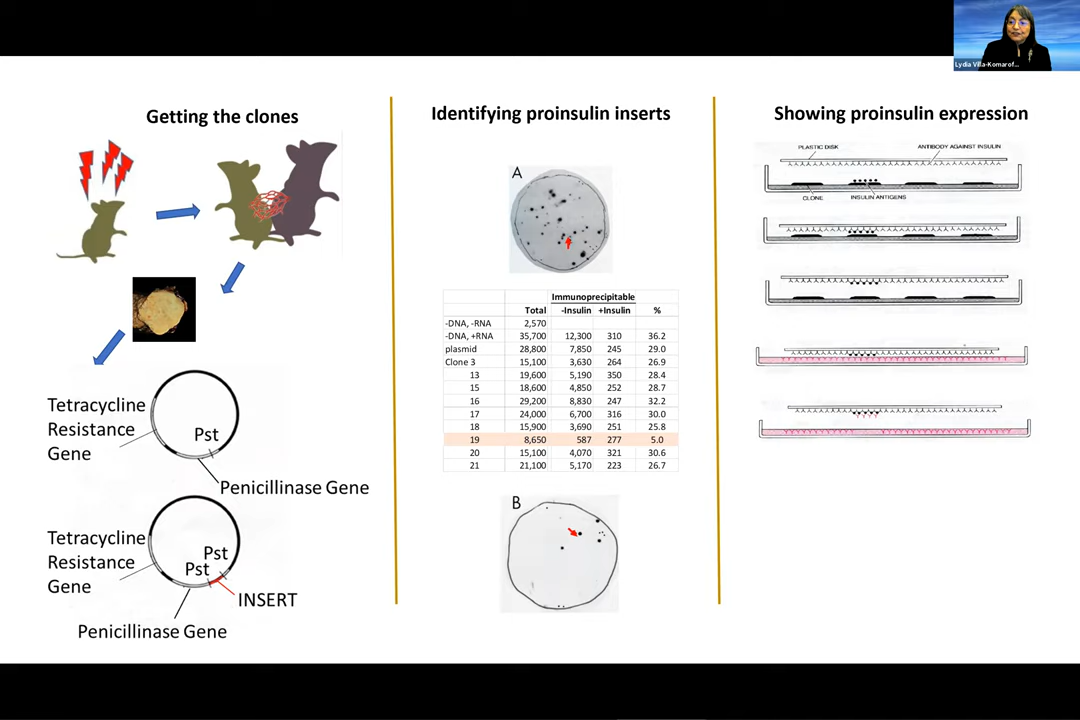 Lydia Villa-Komarof...
Getting the clones
Tetracycline
Resistance
Gene
Pst
Penicillinase Gene
Tetracycline
Resistance
Gene
Pst
Pst
INSERT
Penicillinase Gene
Identifying proinsulin inserts
A
Immunoprecipitable
Total -Insulin +Insulin %
-DNA, -RNA 2,570
-DNA, +RNA 35,700 12,300 310 36.2
plasmid 28,800 7,850 245 29.0
Clone 3 15,100 3,630 264 26.9
13 19,600 5,190 350 28.4
15 18,600 4,850 252 28.7
16 29,200 8,830 247 32.2
17 24,000 6,700 316 30.0
18 15,900 3,690 251 25.8
19 8,650 587 277 5.0
20 15,100 4,070 321 30.6
21 21,100 5,170 223 26.7
B
Showing proinsulin expression
PLASTIC DISK ANTIBODY AGAINST INSULIN
CLONE INSULIN ANTIGENS